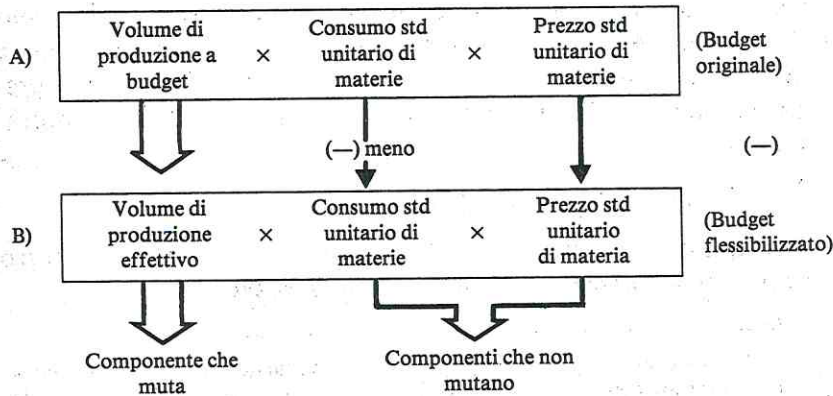 Volume di
produzione a
budget
×
Consumo std
unitario di
materie
×
Prezzo std
unitario di
materie
A)
(Budget
originale)
(—) meno
(—)
B)
Volume di
produzione
effettivo
×
Consumo std
unitario di
materie
×
Prezzo std
unitario
di materia
(Budget
flessibilizzato)
Componente che
muta
Componenti che non
mutano